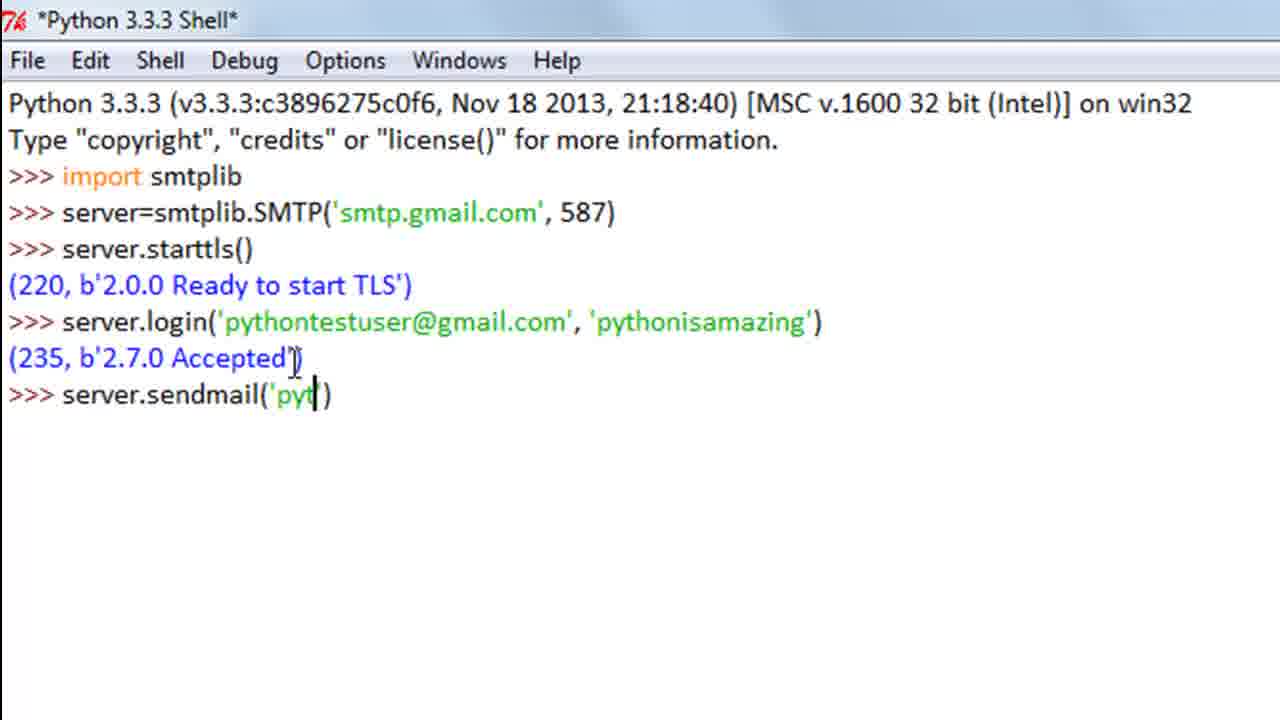 *Python 3.3.3 Shell*
File Edit Shell Debug Options Windows Help
Python 3.3.3 (v3.3.3:c3896275c0f6, Nov 18 2013, 21:18:40) [MSC v.1600 32 bit (Intel)] on win32
Type "copyright", "credits" or "license()" for more information.
>>> import smtplib
>>> server=smtplib.SMTP('smtp.gmail.com', 587)
>>> server.starttls()
(220, b'2.0.0 Ready to start TLS')
>>> server.login('pythontestuser@gmail.com', 'pythonisamazing')
(235, b'2.7.0 Accepted')
>>> server.sendmail('pyt')